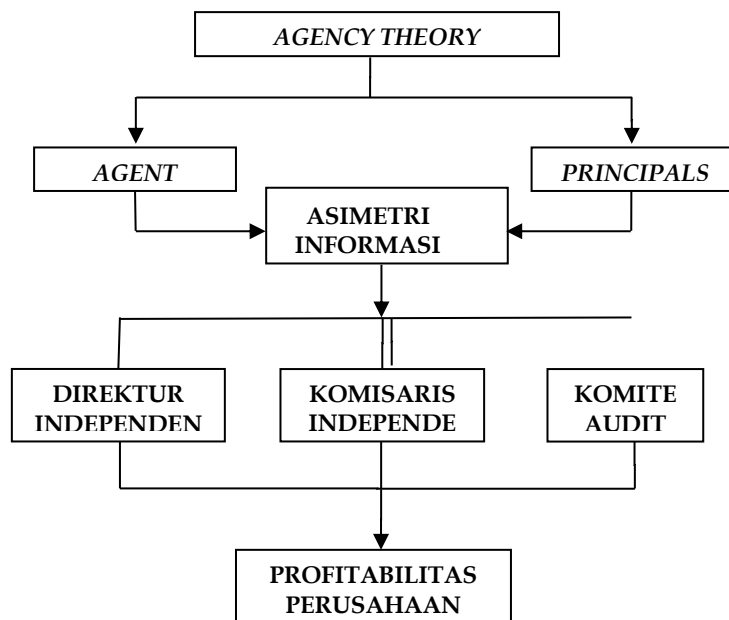 AGENCY THEORY
AGENT
PRINCIPALS
ASIMETRI
INFORMASI
DIREKTUR
INDEPENDEN
KOMISARIS
INDEPENDE
KOMITE
AUDIT
PROFITABILITAS
PERUSAHAAN